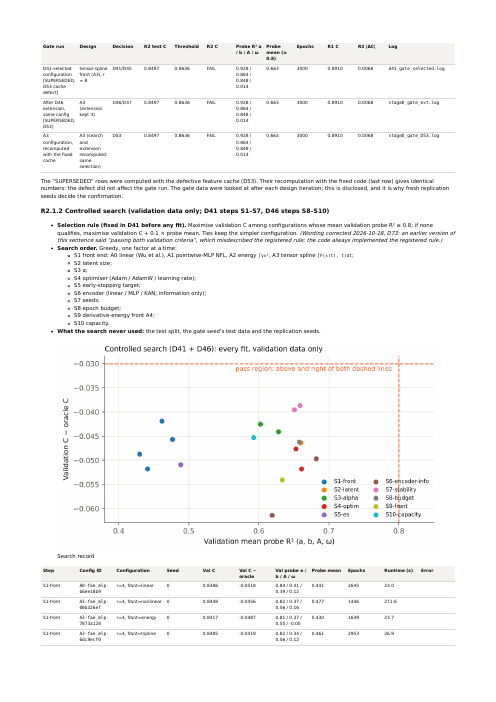 Gate run Design Decision R2 test C Threshold R2 C Probe R² a / b / A / ω Probe mean (≥ 0.8) Epochs R1 C R3 |ΔC| Log
D41-selected configuration [SUPERSEDED, D53 cache defect] tensor-spline front (A3), r = 8 D41/D45 0.8497 0.8636 FAIL 0.928 / 0.864 / 0.848 / 0.014 0.663 3000 0.8910 0.0068 d41_gate_selected.log
After D46 extension, same config [SUPERSEDED, D53] A3 (extension kept it) D46/D47 0.8497 0.8636 FAIL 0.928 / 0.864 / 0.848 / 0.014 0.663 3000 0.8910 0.0068 stage0_gate_ext.log
A3 configuration, recomputed with the fixed cache A3 (search and extension recomputed: same selection) D53 0.8497 0.8636 FAIL 0.928 / 0.864 / 0.848 / 0.014 0.663 3000 0.8910 0.0068 stage0_gate_D53.log
The "SUPERSEDED" rows were computed with the defective feature cache (D53). Their recomputation with the fixed code (last row) gives
identical numbers: the defect did not affect the gate run. The gate data were looked at after each design iteration; this is disclosed, and it is why fresh
replication seeds decide the confirmation.
R2.1.2 Controlled search (validation data only; D41 steps S1–S7, D46 steps S8–S10)
• Selection rule (fixed in D41 before any fit). Maximise validation C among configurations whose mean validation probe R² ≥ 0.8; if none
qualifies, maximise validation C + 0.1 × probe mean. Ties keep the simpler configuration. (Wording corrected 2026-10-18, D73: an earlier version of
this sentence said "passing both validation criteria", which misdescribed the registered rule; the code always implemented the registered rule.)
• Search order. Greedy, one factor at a time:
S1 front end: A0 linear (Wu et al.), A1 pointwise-MLP NFL, A2 energy ∫φx², A3 tensor spline ∫F(x(t), t)dt;
S2 latent size;
S3 α;
S4 optimiser (Adam / AdamW / learning rate);
S5 early-stopping target;
S6 encoder (linear / MLP / KAN; information only);
S7 seeds;
S8 epoch budget;
S9 derivative-energy front A4;
S10 capacity.
• What the search never used: the test split, the gate seed's test data and the replication seeds.
Controlled search (D41 + D46): every fit, validation data only
pass region: above and right of both dashed lines
Validation C − oracle C
−0.030
−0.035
−0.040
−0.045
−0.050
−0.055
−0.060
S1-front S6-encoder-info
S2-latent S7-stability
S3-alpha S8-budget
S4-optim S9-front
S5-es S10-capacity
0.4 0.5 0.6 0.7 0.8
Validation mean probe R² (a, b, A, ω)
Search record
Step Config ID Configuration Seed Val C Val C − oracle Val probe a / b / A / ω Probe mean Epochs Runtime (s) Error
S1-front r=4, front=linear 0 0.8386 -0.0518 0.84 / 0.41 / 0.39 / 0.12 0.441 2645 23.0
S1-front r=4, front=nonlinear 0 0.8448 -0.0456 0.82 / 0.37 / 0.56 / 0.16 0.477 1446 271.6
S1-front r=4, front=energy 0 0.8417 -0.0487 0.81 / 0.37 / 0.55 / -0.00 0.430 1639 23.7
S1-front r=4, front=tspline 0 0.8485 -0.0419 0.82 / 0.34 / 0.56 / 0.12 0.461 2953 26.9